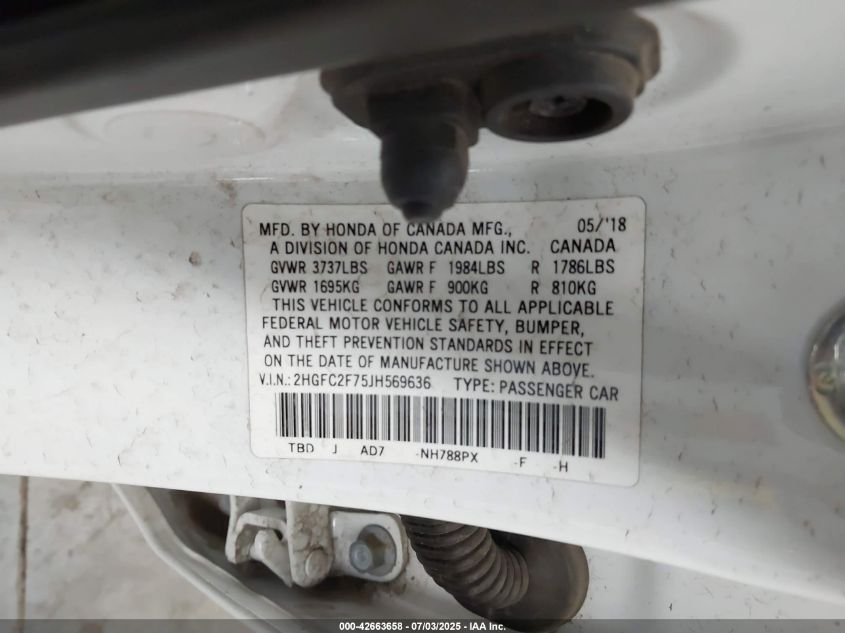 MFD. BY HONDA OF CANADA MFG., 05/'18
A DIVISION OF HONDA CANADA INC. CANADA
GVWR 3737LBS GAWR F 1984LBS R 1786LBS
GVWR 1695KG GAWR F 900KG R 810KG
THIS VEHICLE CONFORMS TO ALL APPLICABLE
FEDERAL MOTOR VEHICLE SAFETY, BUMPER,
AND THEFT PREVENTION STANDARDS IN EFFECT
ON THE DATE OF MANUFACTURE SHOWN ABOVE.
V.I.N.: 2HGFC2F75JH569636 TYPE: PASSENGER CAR
TBD J AD7 -NH788PX -F -H
000-42663658 - 07/03/2025 - IAA Inc.